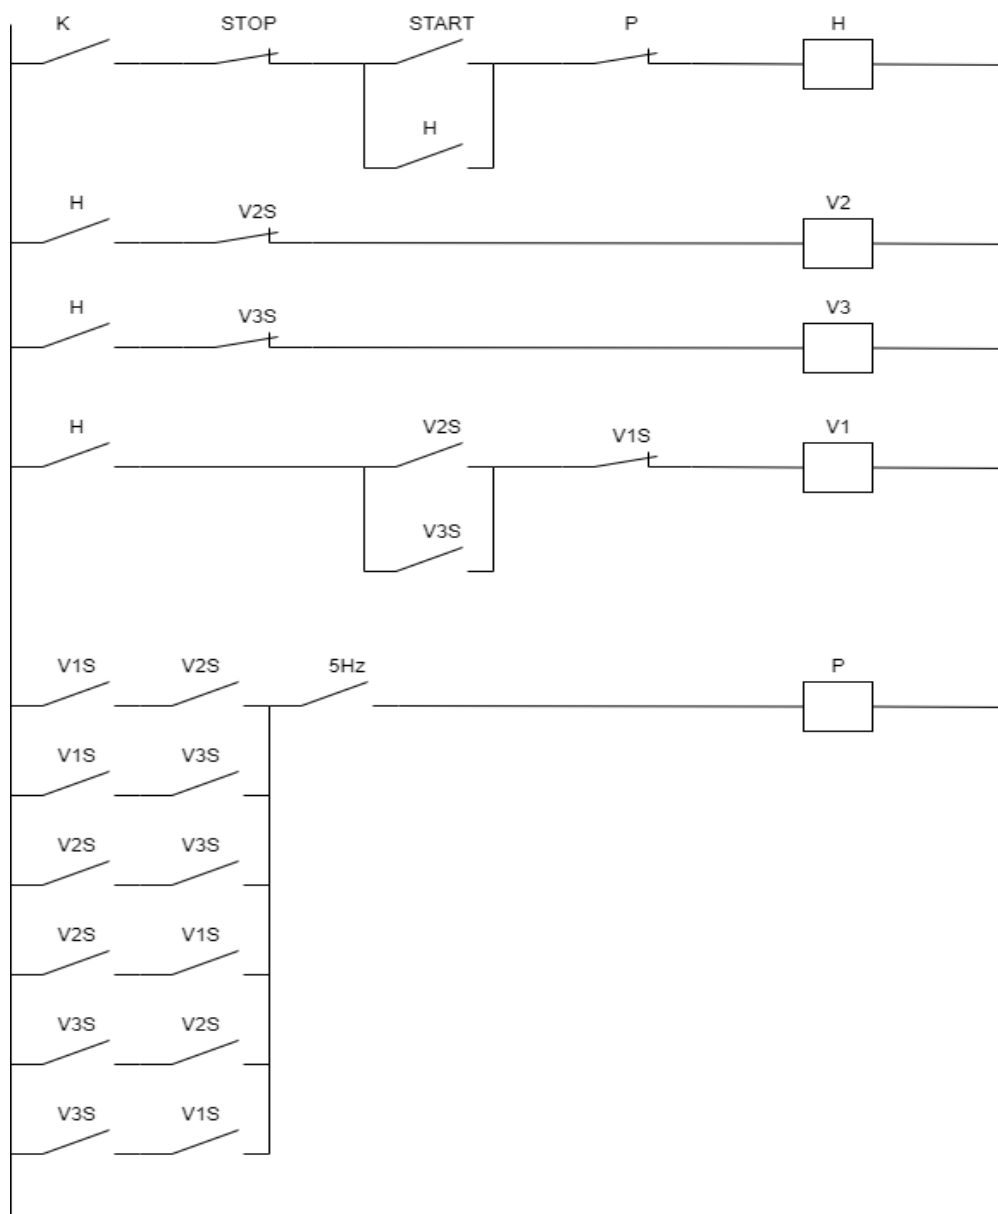 K STOP START P H
H
H V2S V2
H V3S V3
H V2S V1S V1
V3S
V1S V2S 5Hz P
V1S V3S
V2S V3S
V2S V1S
V3S V2S
V3S V1S